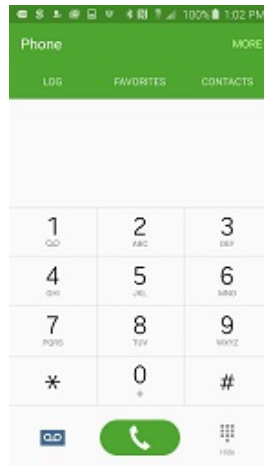 100% 1:02 PM
Phone MORE
LOG FAVORITES CONTACTS
1 2 3
ABC DEF
4 5 6
GHI JKL MNO
7 8 9
PQRS TUV WXYZ
* 0 #
+
Hide